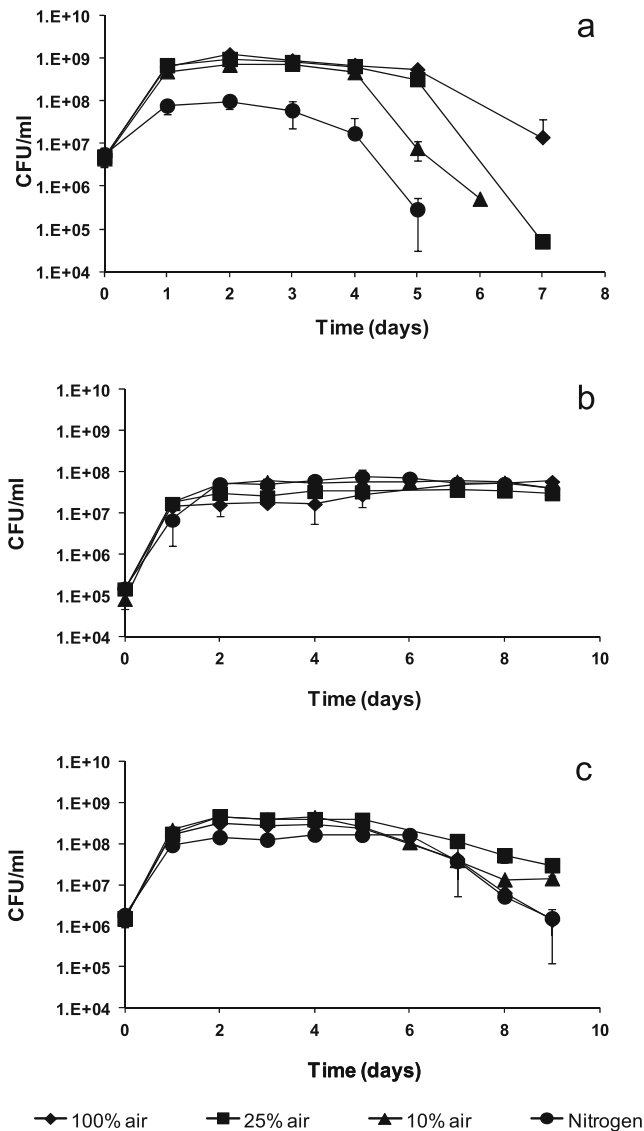 a
1.E+10
1.E+09
1.E+08
1.E+07
1.E+06
1.E+05
1.E+04
CFU/ml
0 1 2 3 4 5 6 7 8
Time (days)
b
1.E+10
1.E+09
1.E+08
1.E+07
1.E+06
1.E+05
1.E+04
CFU/ml
0 2 4 6 8 10
Time (days)
c
1.E+10
1.E+09
1.E+08
1.E+07
1.E+06
1.E+05
1.E+04
CFU/ml
0 2 4 6 8 10
Time (days)
100% air 25% air 10% air Nitrogen